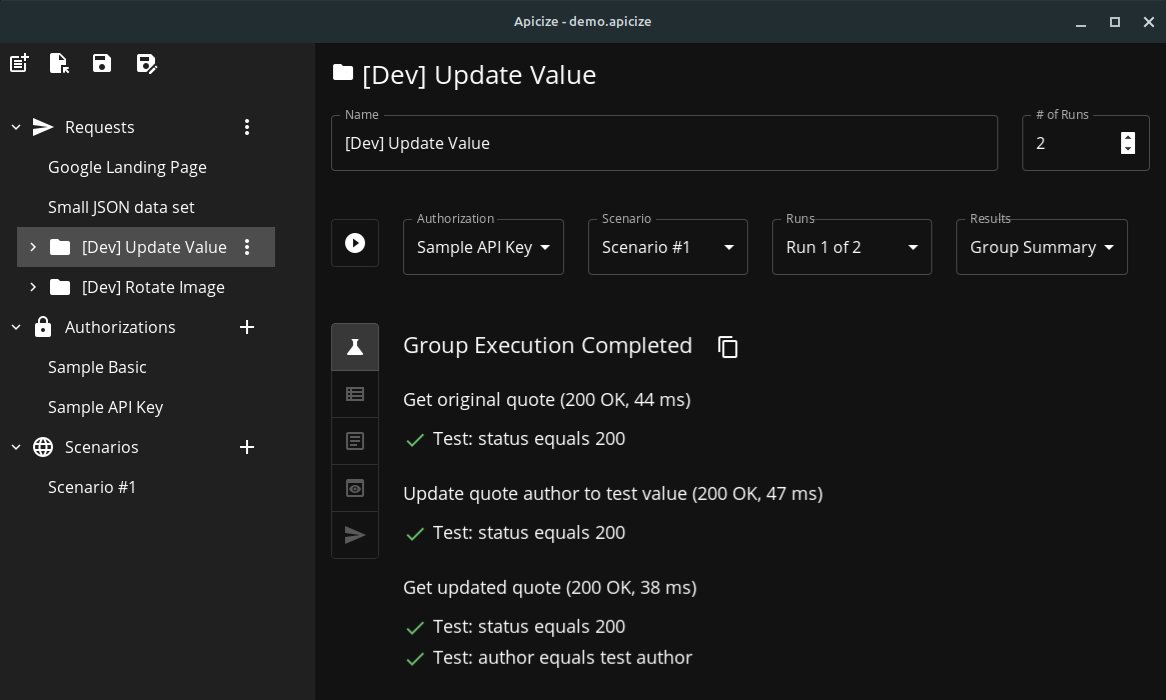 Apicize - demo.apicize
Requests
Google Landing Page
Small JSON data set
[Dev] Update Value
[Dev] Rotate Image
Authorizations
Sample Basic
Sample API Key
Scenarios
Scenario #1
[Dev] Update Value
Name
[Dev] Update Value
# of Runs
2
Authorization
Sample API Key
Scenario
Scenario #1
Runs
Run 1 of 2
Results
Group Summary
Group Execution Completed
Get original quote (200 OK, 44 ms)
Test: status equals 200
Update quote author to test value (200 OK, 47 ms)
Test: status equals 200
Get updated quote (200 OK, 38 ms)
Test: status equals 200
Test: author equals test author